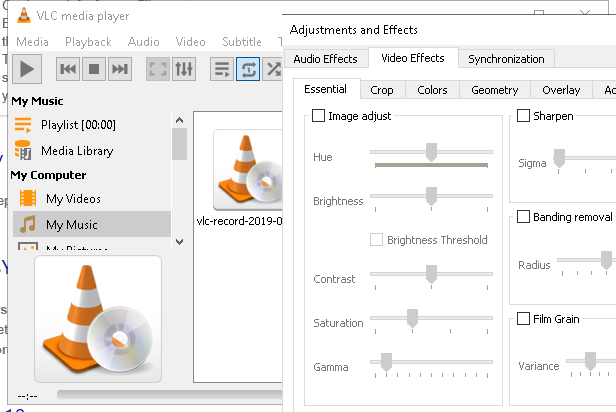 VLC media player
Media Playback Audio Video Subtitle T
My Music
Playlist [00:00]
Media Library
My Computer
My Videos
My Music
My Pictures
vlc-record-2019-0
--:--
Adjustments and Effects
Audio Effects Video Effects Synchronization
Essential Crop Colors Geometry Overlay
Image adjust
Hue
Brightness
Brightness Threshold
Contrast
Saturation
Gamma
Sharpen
Sigma
Banding removal
Radius
Film Grain
Variance